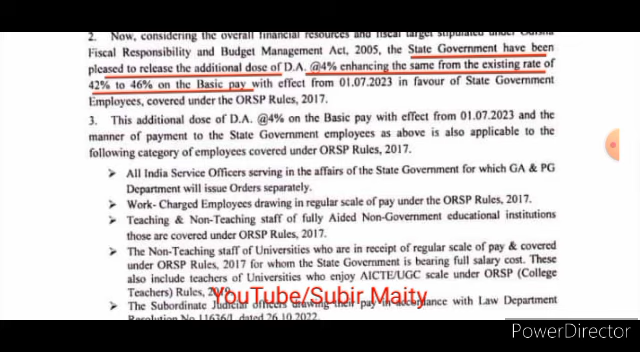 2. Now, considering the overall financial resources and fiscal target stipulated under Odisha
Fiscal Responsibility and Budget Management Act, 2005, the State Government have been
pleased to release the additional dose of D.A. @4% enhancing the same from the existing rate of
42% to 46% on the Basic pay with effect from 01.07.2023 in favour of State Government
Employees, covered under the ORSP Rules, 2017.
3. This additional dose of D.A. @4% on the Basic pay with effect from 01.07.2023 and the
manner of payment to the State Government employees as above is also applicable to the
following category of employees covered under ORSP Rules, 2017.
➢ All India Service Officers serving in the affairs of the State Government for which GA & PG
Department will issue Orders separately.
➢ Work- Charged Employees drawing in regular scale of pay under the ORSP Rules, 2017.
➢ Teaching & Non-Teaching staff of fully Aided Non-Government educational institutions
those are covered under ORSP Rules, 2017.
➢ The Non-Teaching staff of Universities who are in receipt of regular scale of pay & covered
under ORSP Rules, 2017 for whom the State Government is bearing full salary cost. These
also include teachers of Universities who enjoy AICTE/UGC scale under ORSP (College
Teachers) Rules,
YouTube/Subir Maity
➢ The Subordinate Judicial officers drawing their pay in accordance with Law Department
Resolution No 11636/L dated 26.10.2022.
PowerDirector